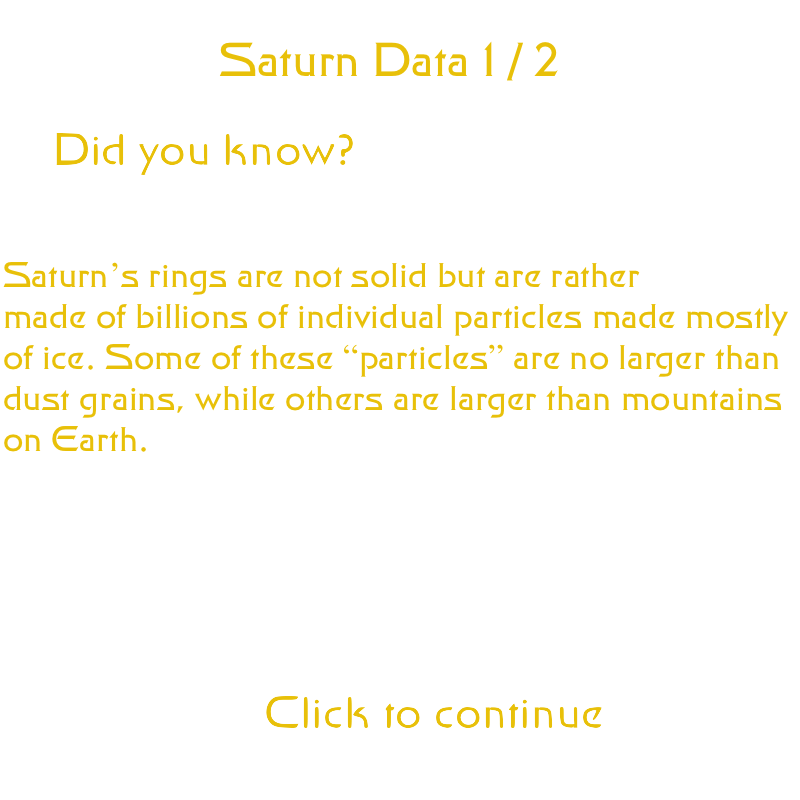 Saturn Data 1 / 2
Did you know?
Saturn’s rings are not solid but are rather
made of billions of individual particles made mostly
of ice. Some of these “particles” are no larger than
dust grains, while others are larger than mountains
on Earth.
Click to continue